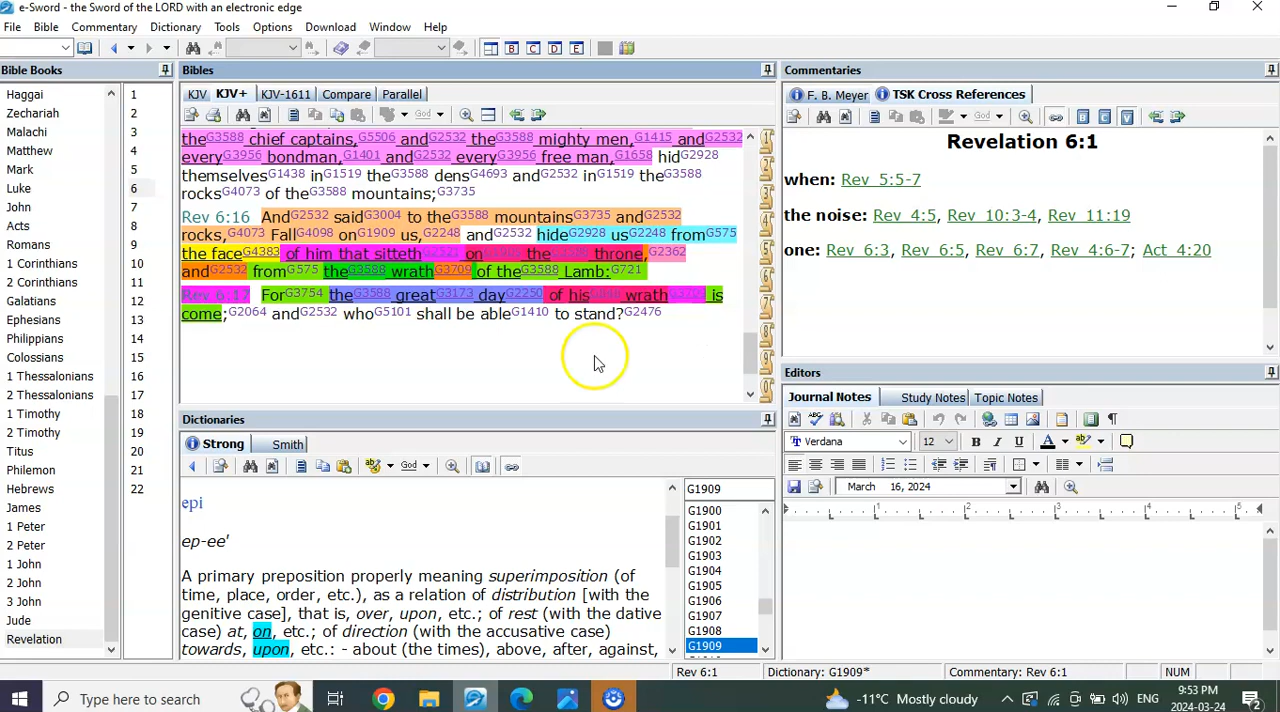 e-Sword - the Sword of the LORD with an electronic edge
File Bible Commentary Dictionary Tools Options Download Window Help
B C D E
Bible Books
Haggai
Zechariah
Malachi
Matthew
Mark
Luke
John
Acts
Romans
1 Corinthians
2 Corinthians
Galatians
Ephesians
Philippians
Colossians
1 Thessalonians
2 Thessalonians
1 Timothy
2 Timothy
Titus
Philemon
Hebrews
James
1 Peter
2 Peter
1 John
2 John
3 John
Jude
Revelation
1
2
3
4
5
6
7
8
9
10
11
12
13
14
15
16
17
18
19
20
21
22
Bibles
KJV KJV+ KJV-1611 Compare Parallel
God
the G3588 chief captains, G5506 and G2532 the G3588 mighty men, G1415 and G2532
every G3956 bondman, G1401 and G2532 every G3956 free man, G1658 hid G2928
themselves G1438 in G1519 the G3588 dens G4693 and G2532 in G1519 the G3588
rocks G4073 of the G3588 mountains; G3735
Rev 6:16 And G2532 said G3004 to the G3588 mountains G3735 and G2532
rocks, G4073 Fall G4098 on G1909 us, G2248 and G2532 hide G2928 us G2248 from G575
the face G4383 of him that sitteth G2521 on the throne, G2362
and G2532 from G575 the G3588 wrath G3709 of the G3588 Lamb: G721
Rev 6:17 For G3754 the G3588 great G3173 day G2250 of his wrath is
come; G2064 and G2532 who G5101 shall be able G1410 to stand? G2476
Dictionaries
Strong Smith
God
epi
ep-ee'
A primary preposition properly meaning superimposition (of
time, place, order, etc.), as a relation of distribution [with the
genitive case], that is, over, upon, etc.; of rest (with the dative
case) at, on, etc.; of direction (with the accusative case)
towards, upon, etc.: - about (the times), above, after, against,
G1909
G1900
G1901
G1902
G1903
G1904
G1905
G1906
G1907
G1908
G1909
Commentaries
F. B. Meyer TSK Cross References
God B C V
Revelation 6:1
when: Rev 5:5-7
the noise: Rev 4:5, Rev 10:3-4, Rev 11:19
one: Rev 6:3, Rev 6:5, Rev 6:7, Rev 4:6-7; Act 4:20
Editors
Journal Notes Study Notes Topic Notes
Verdana 12 B I U A
March 16, 2024
1 2 3 4 5
Rev 6:1 Dictionary: G1909* Commentary: Rev 6:1 NUM
Type here to search
-11°C Mostly cloudy
ENG
9:53 PM
2024-03-24
2